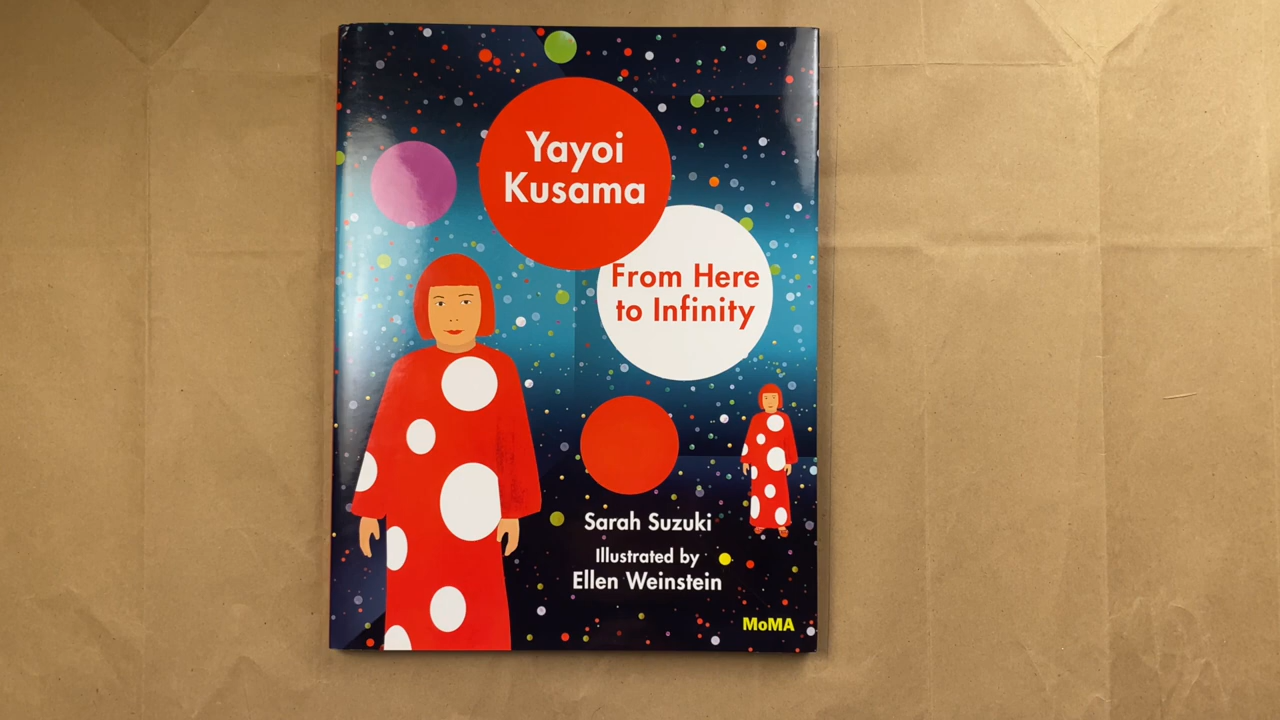 Yayoi
Kusama
From Here
to Infinity
Sarah Suzuki
Illustrated by
Ellen Weinstein
MoMA